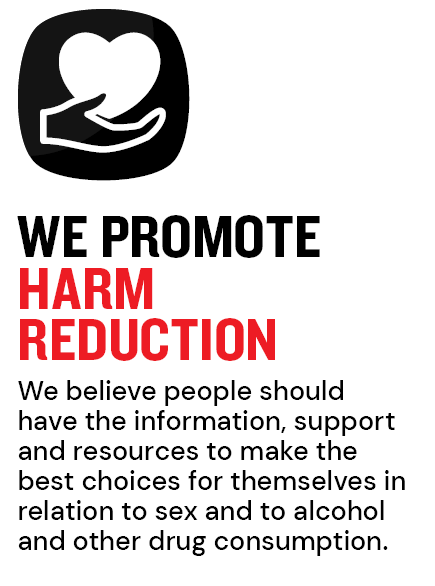 WE PROMOTE
HARM
REDUCTION
We believe people should
have the information, support
and resources to make the
best choices for themselves in
relation to sex and to alcohol
and other drug consumption.